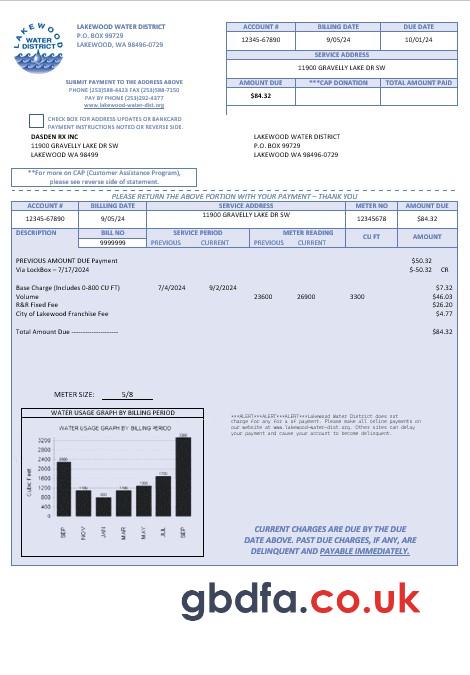 LAKEWOOD
WATER
DISTRICT
LAKEWOOD WATER DISTRICT
P.O. BOX 99729
LAKEWOOD, WA 98496-0729
ACCOUNT # BILLING DATE DUE DATE
12345-67890 9/05/24 10/01/24
SERVICE ADDRESS
11900 GRAVELLY LAKE DR SW
AMOUNT DUE ***CAP DONATION TOTAL AMOUNT PAID
$84.32
SUBMIT PAYMENT TO THE ADDRESS ABOVE
PHONE (253)588-4423 FAX (253)588-7150
PAY BY PHONE (253)292-4377
www.lakewood-water-dist.org
CHECK BOX FOR ADDRESS UPDATES OR BANKCARD
PAYMENT INSTRUCTIONS NOTED OR REVERSE SIDE.
DASDEN RX INC
11900 GRAVELLY LAKE DR SW
LAKEWOOD WA 98499
LAKEWOOD WATER DISTRICT
P.O. BOX 99729
LAKEWOOD, WA 98496-0729
**For more on CAP (Customer Assistance Program),
please see reverse side of statement.
PLEASE RETURN THE ABOVE PORTION WITH YOUR PAYMENT – THANK YOU
ACCOUNT # BILLLING DATE SERVICE ADDRESS METER NO AMOUNT DUE
12345-67890 9/05/24 11900 GRAVELLY LAKE DR SW 12345678 $84.32
DESCRIPTION BILL NO SERVICE PERIOD METER READING CU FT AMOUNT
9999999 PREVIOUS CURRENT PREVIOUS CURRENT
PREVIOUS AMOUNT DUE Payment $50.32
Via LockBox – 7/17/2024 $-50.32 CR
Base Charge (Includes 0-800 CU FT) 7/4/2024 9/2/2024 $7.32
Volume 23600 26900 3300 $46.03
R&R Fixed Fee $26.20
City of Lakewood Franchise Fee $4.77
Total Amount Due -------------------- $84.32
METER SIZE: 5/8
WATER USAGE GRAPH BY BILLING PERIOD
WATER USAGE GRAPH BY BILLING PERIOD
Cubic Feet
3200
2800
2400
2000
1600
1200
800
400
0
SEP NOV JAN MAR MAY JUL SEP
***ALERT***ALERT***ALERT***Lakewood Water District does not
charge for any for a of payment. Please make all online payments on
our website at www.lakewood-water-dist.org. Other sites can delay
your payment and cause your account to become delinquent.
CURRENT CHARGES ARE DUE BY THE DUE
DATE ABOVE. PAST DUE CHARGES, IF ANY, ARE
DELINQUENT AND PAYABLE IMMEDIATELY.
gbdfa.co.uk